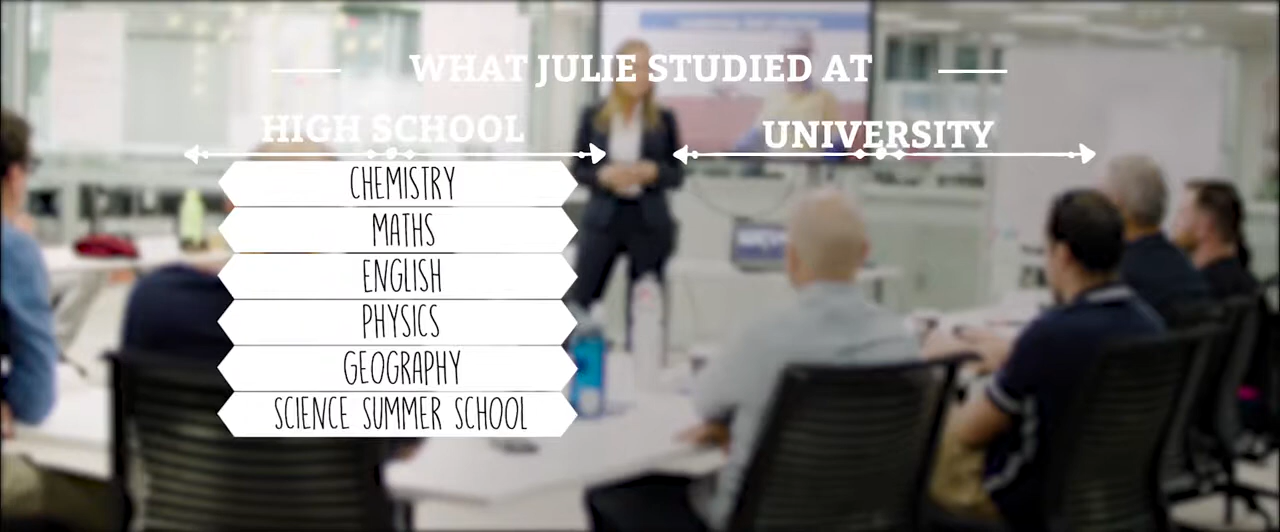 WHAT JULIE STUDIED AT
HIGH SCHOOL
UNIVERSITY
CHEMISTRY
MATHS
ENGLISH
PHYSICS
GEOGRAPHY
SCIENCE SUMMER SCHOOL